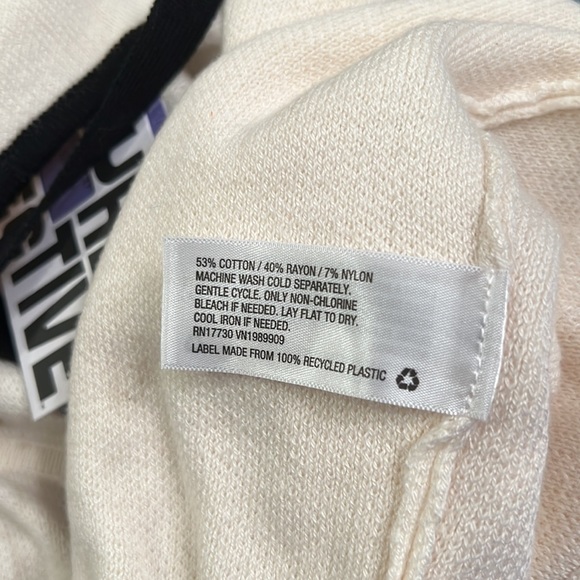 53% COTTON / 40% RAYON / 7% NYLON
MACHINE WASH COLD SEPARATELY.
GENTLE CYCLE. ONLY NON-CHLORINE
BLEACH IF NEEDED. LAY FLAT TO DRY.
COOL IRON IF NEEDED.
RN17730 VN1989909
LABEL MADE FROM 100% RECYCLED PLASTIC